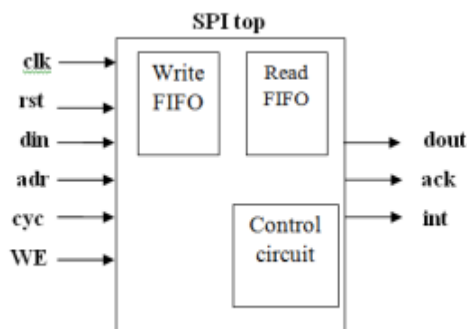 SPI top
clk
rst
din
adr
cyc
WE
Write
FIFO
Read
FIFO
Control
circuit
dout
ack
int